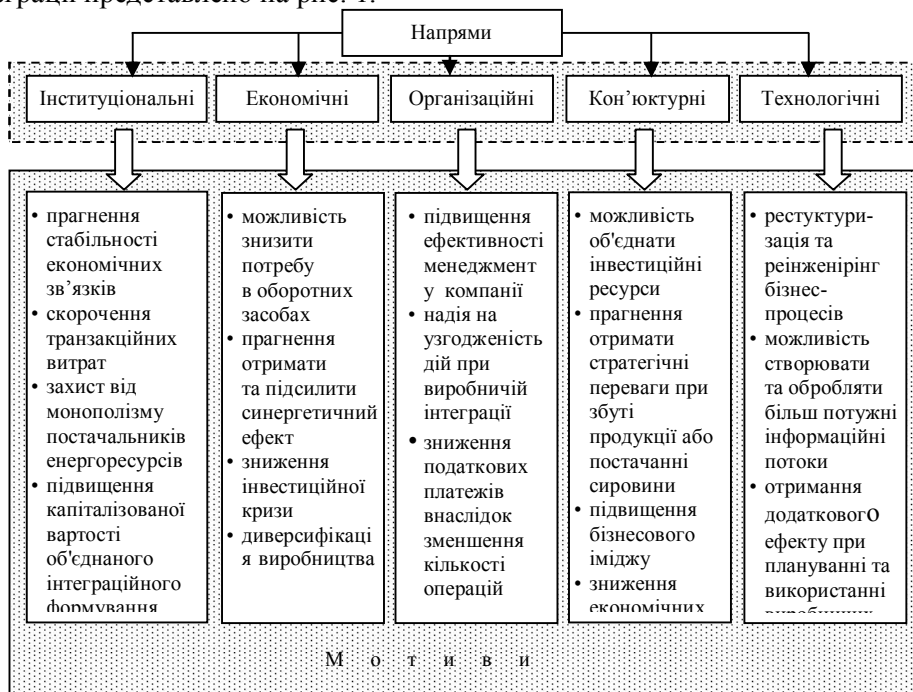 теграції представлено на рис. 1.
Напрями
Інституціональні
Економічні
Організаційні
Кон’юктурні
Технологічні
• прагнення
стабільності
економічних
зв’язків
• скорочення
транзакційних
витрат
• захист від
монополізму
постачальників
енергоресурсів
• підвищення
капіталізованої
вартості
об'єднаного
інтеграційного
формування
• можливість
знизити
потребу
в оборотних
засобах
• прагнення
отримати
та підсилити
синергетичний
ефект
• зниження
інвестиційної
кризи
• диверсифікаці
я виробництва
• підвищення
ефективності
менеджмент
у компанії
• надія на
узгодженість
дій при
виробничій
інтеграції
• зниження
податкових
платежів
внаслідок
зменшення
кількості
операцій
• можливість
об'єднати
інвестиційні
ресурси
• прагнення
отримати
стратегічні
переваги при
збуті
продукції або
постачанні
сировини
• підвищення
бізнесового
іміджу
• зниження
економічних
• рестуктури-
зація та
реінженірінг
бізнес-
процесів
• можливість
створювати
та обробляти
більш потужні
інформаційні
потоки
• отримання
додаткового
ефекту при
плануванні та
використанні
М о т и в и